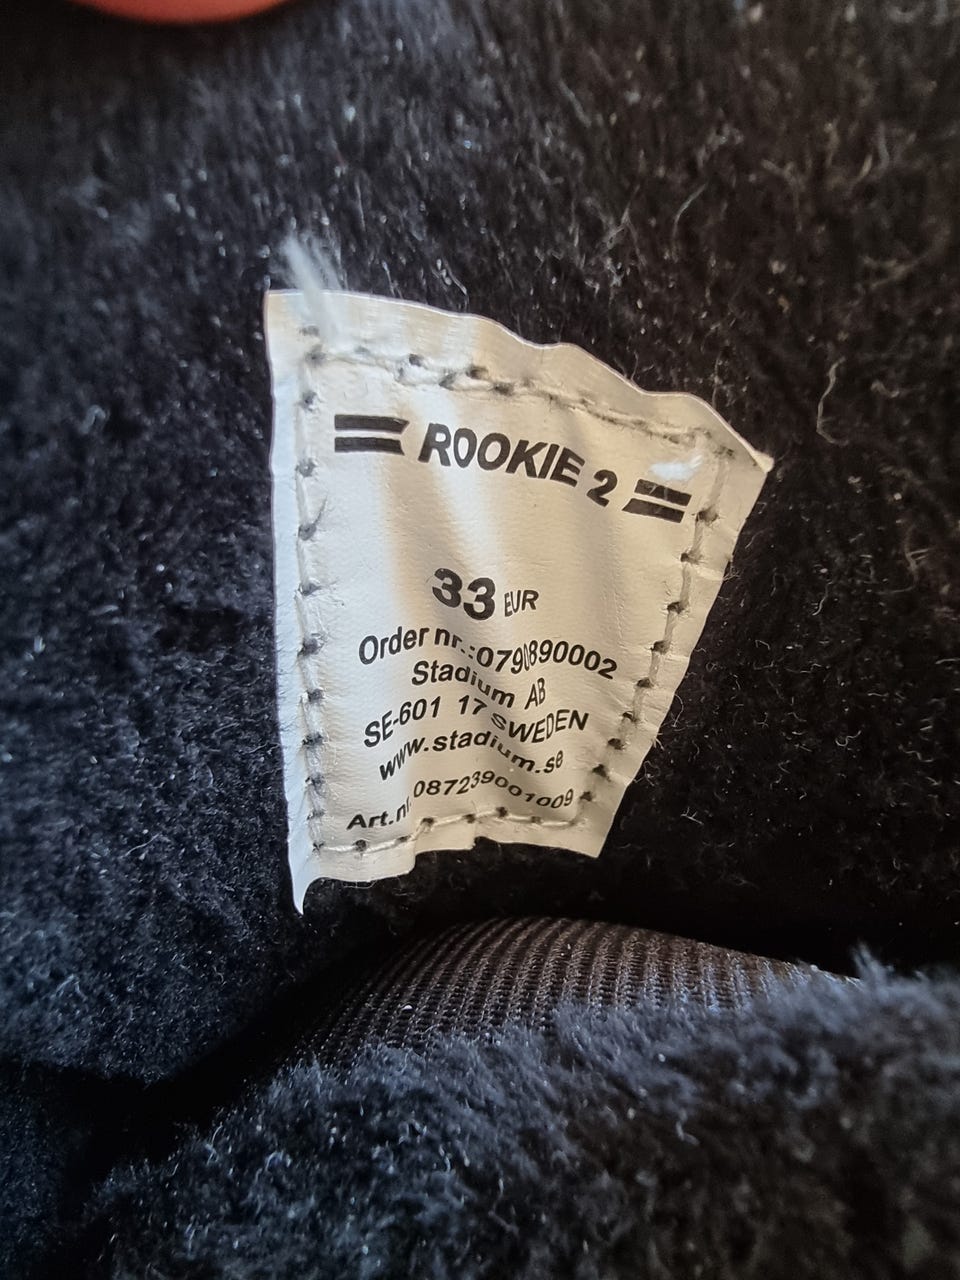 ROOKIE 2
33 EUR
Order nr.:0790890002
Stadium AB
SE-601 17 SWEDEN
www.stadium.se
Art.nr.087239001009